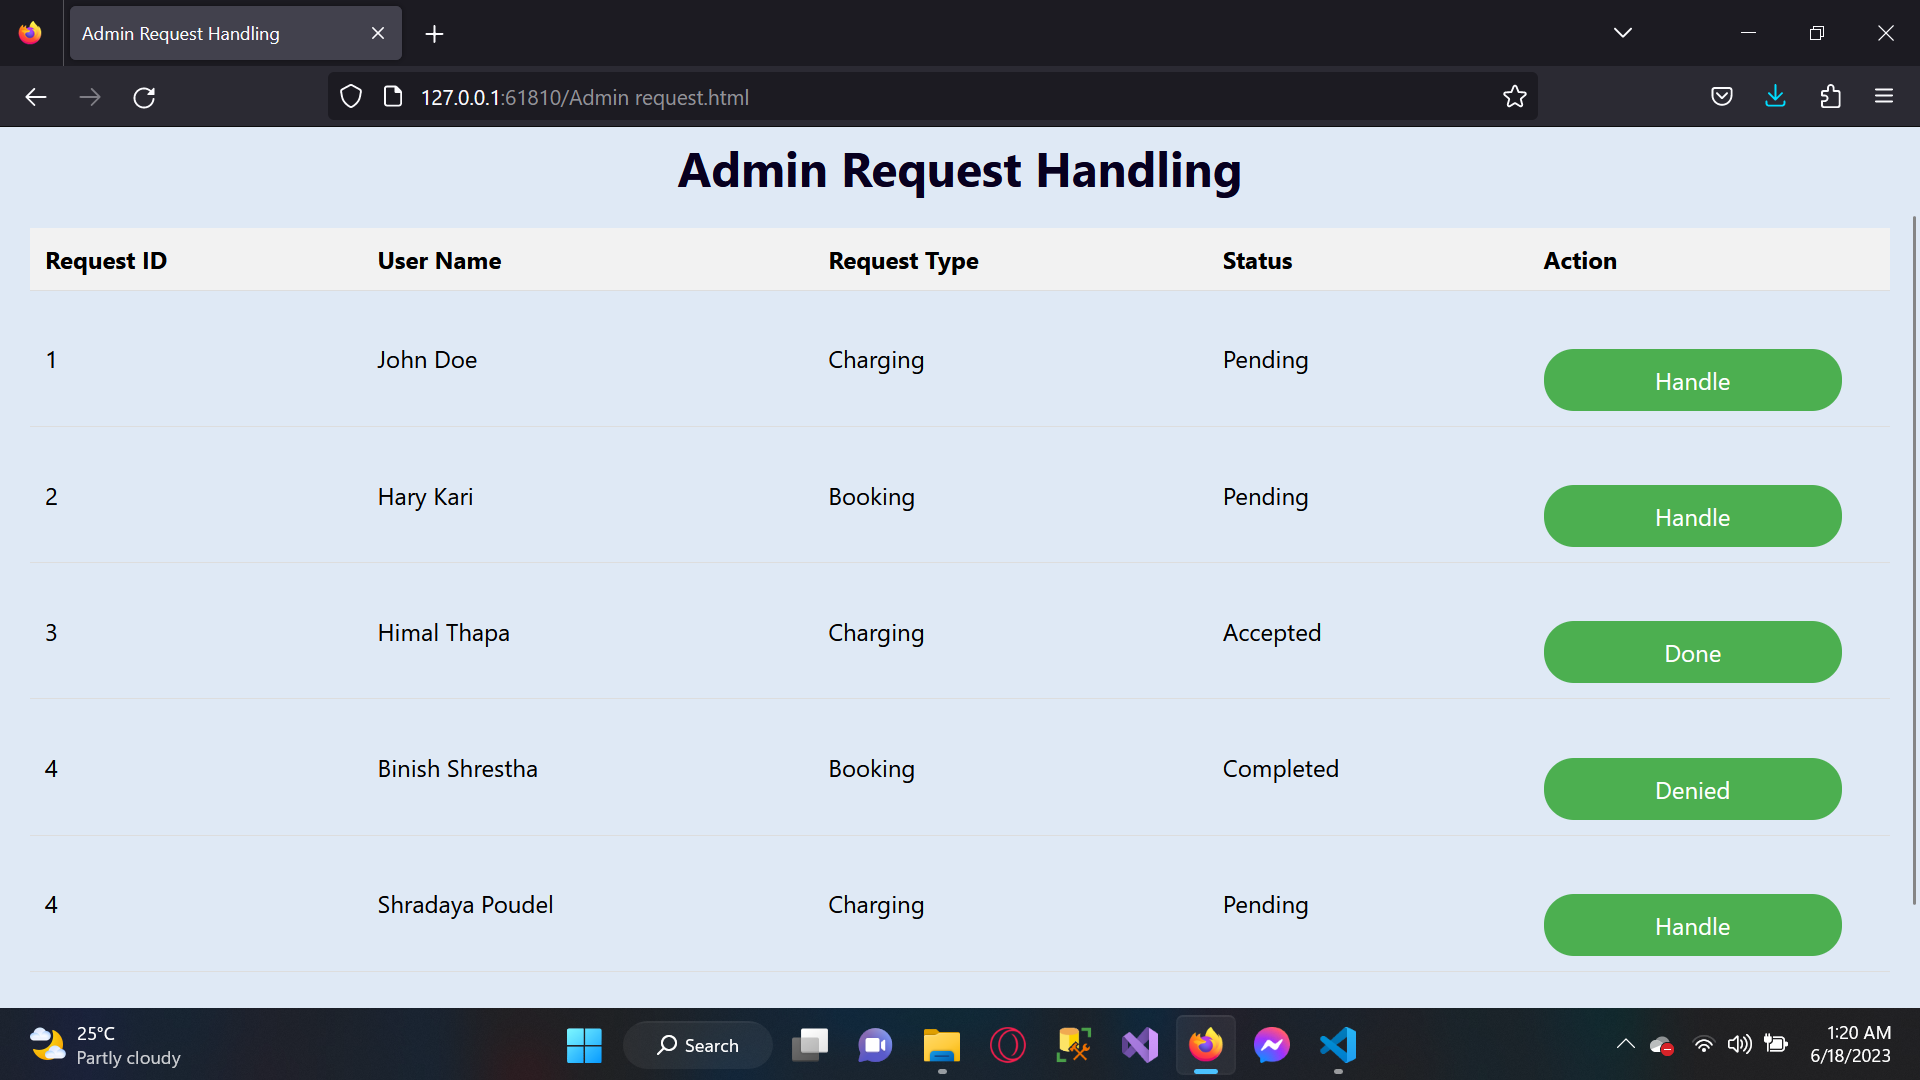 Admin Request Handling
127.0.0.1:61810/Admin request.html
Admin Request Handling
Request ID User Name Request Type Status Action
1 John Doe Charging Pending Handle
2 Hary Kari Booking Pending Handle
3 Himal Thapa Charging Accepted Done
4 Binish Shrestha Booking Completed Denied
4 Shradaya Poudel Charging Pending Handle
25°C
Partly cloudy
Search
1:20 AM
6/18/2023